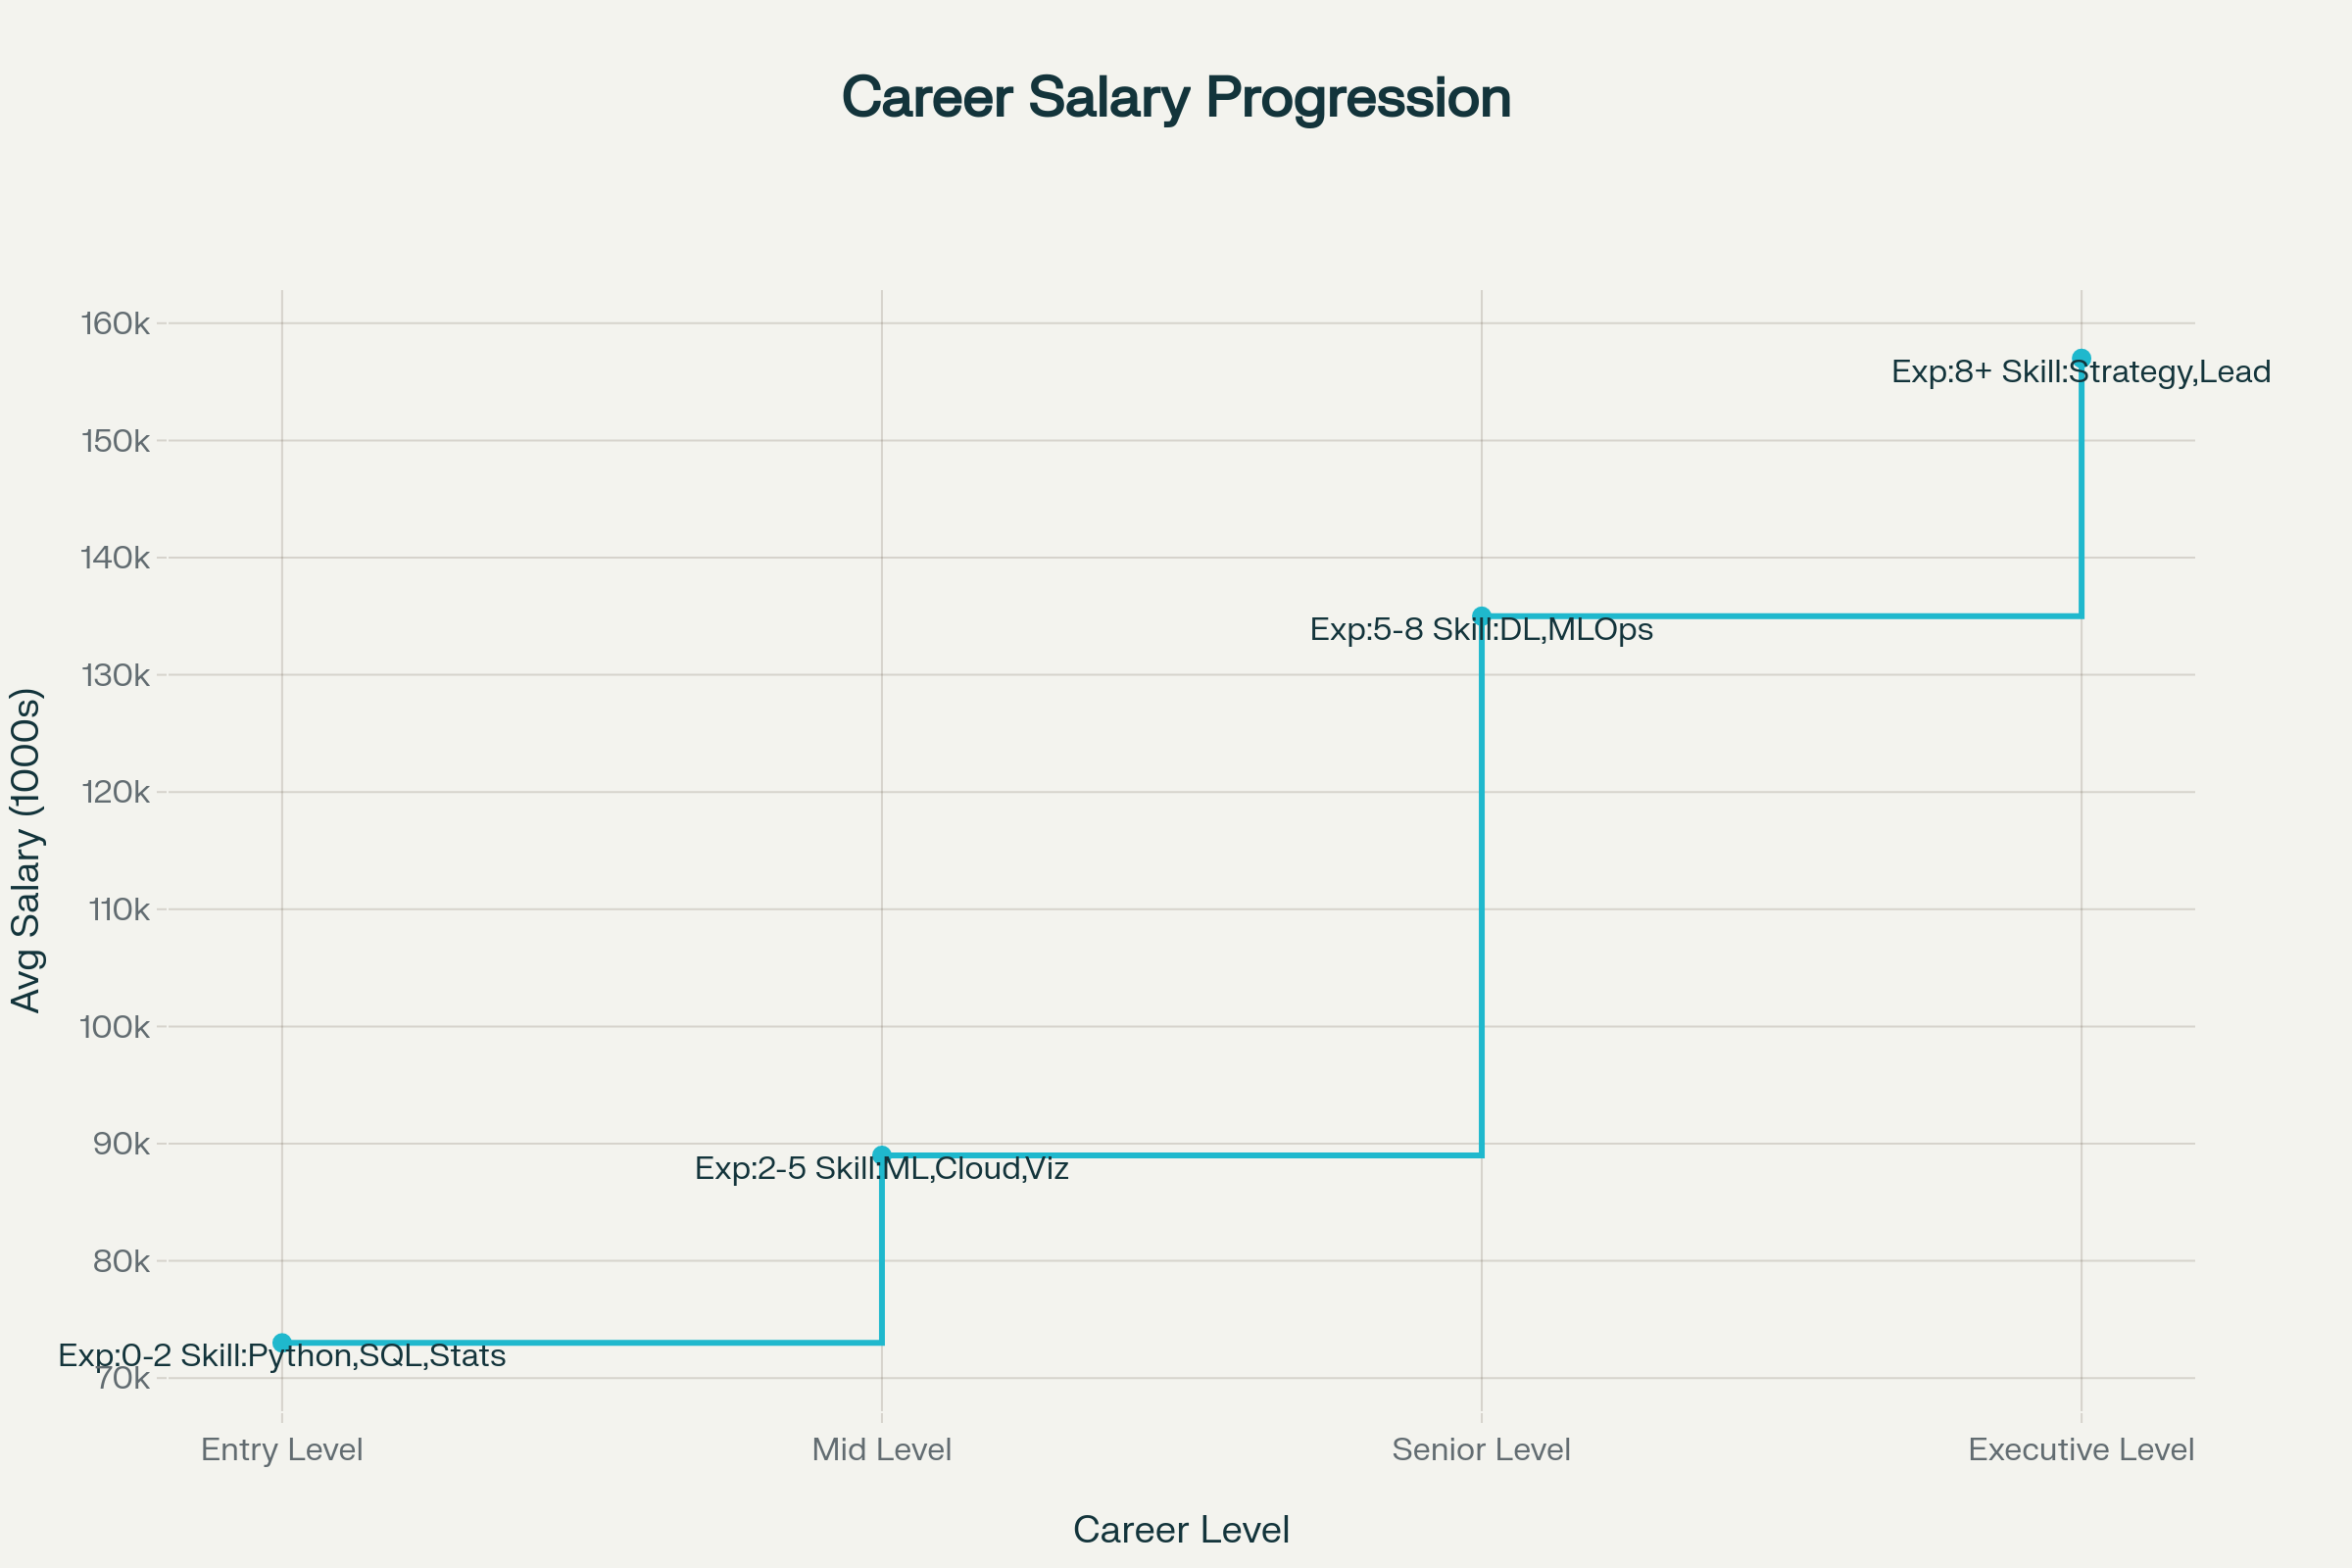 Career Salary Progression
160k
Exp:8+ Skill:Strategy,Lead
150k
140k
Exp:5-8 Skill:DL,MLOps
130k
120k
110k
100k
90k
Exp:2-5 Skill:ML,Cloud,Viz
80k
Exp:0-2 Skill:Python,SQL,Stats
70k
Avg Salary (1000s)
Entry Level
Mid Level
Senior Level
Executive Level
Career Level